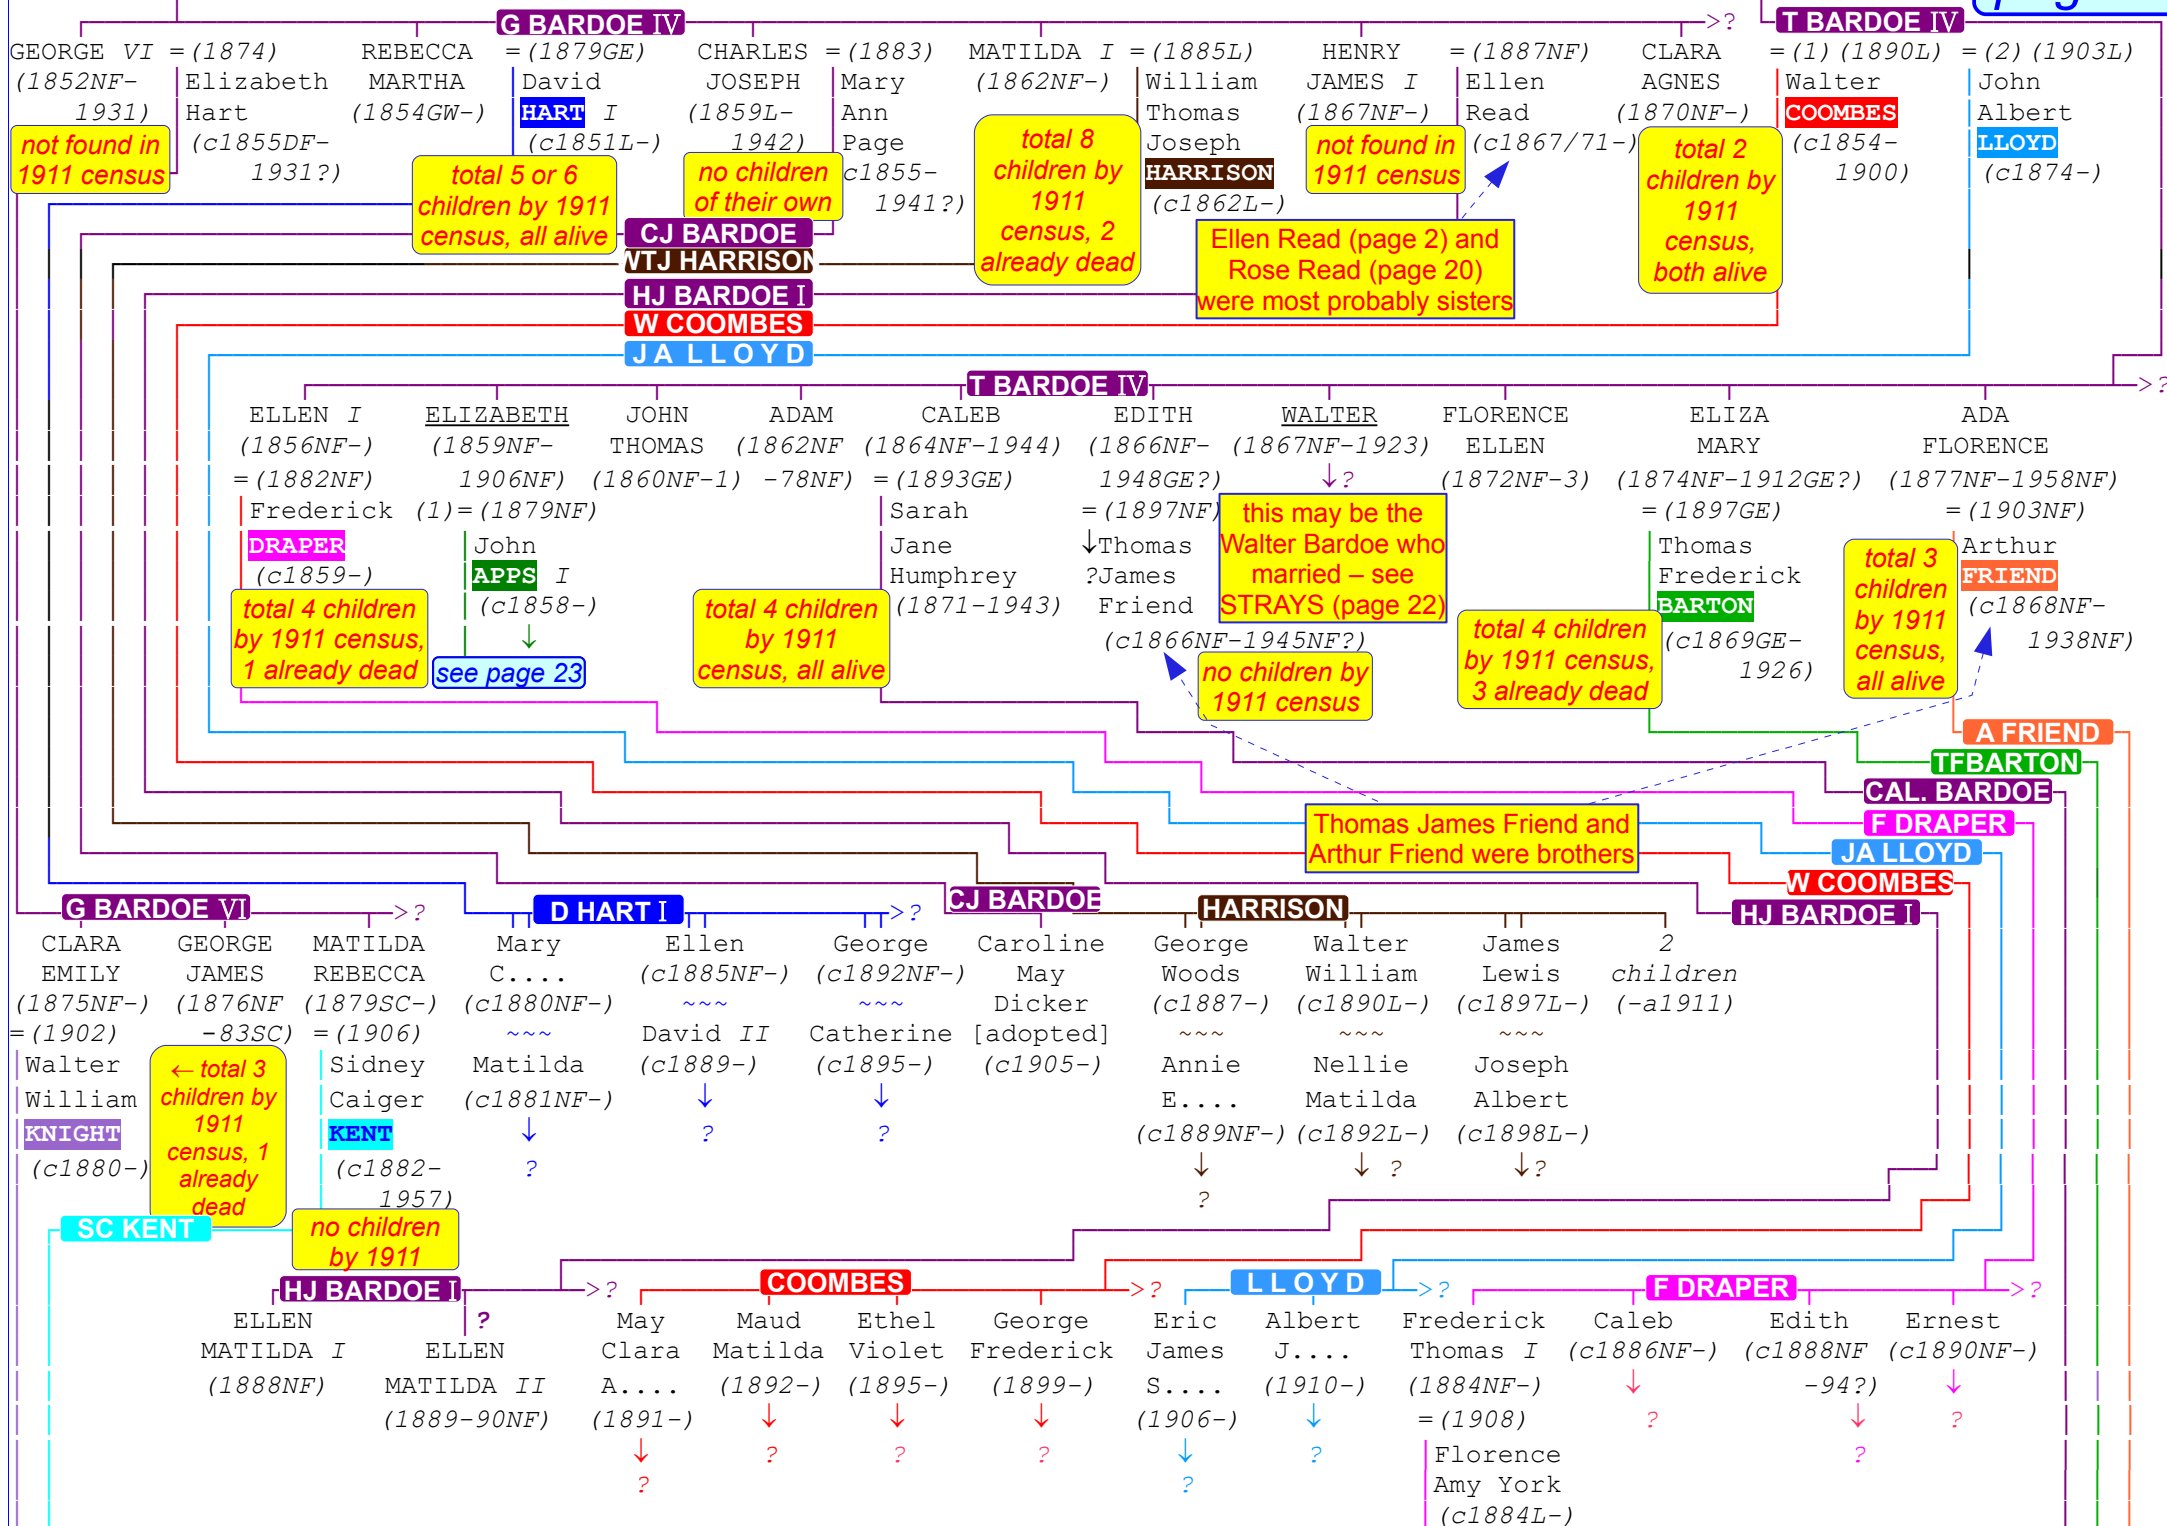 G BARDOE IV >? T BARDOE IV
GEORGE VI =(1874) REBECCA =(1879GE) CHARLES =(1883) MATILDA I =(1885L) HENRY =(1887NF) CLARA =(1)(1890L) =(2)(1903L)
(1852NF- Elizabeth MARTHA David JOSEPH Mary (1862NF-) William JAMES I Ellen AGNES Walter John
1931) Hart (1854GW-) HART I (1859L- Ann Thomas (1867NF-) Read (1870NF-) COOMBES Albert
(c1855DF- (c1851L-) 1942) Page Joseph (c1867/71-) (c1854- LLOYD
1931?) c1855- HARRISON 1900) (c1874-)
1941?) (c1862L-)
not found in
1911 census
total 5 or 6
children by 1911
census, all alive
no children
of their own
total 8
children by
1911
census, 2
already dead
not found in
1911 census
total 2
children by
1911
census,
both alive
Ellen Read (page 2) and
Rose Read (page 20)
were most probably sisters
CJ BARDOE
WTJ HARRISON
HJ BARDOE I
W COOMBES
JA LLOYD
T BARDOE IV >?
ELLEN I ELIZABETH JOHN ADAM CALEB EDITH WALTER FLORENCE ELIZA ADA
(1856NF-) (1859NF- THOMAS (1862NF (1864NF-1944) (1866NF- (1867NF-1923) ELLEN MARY FLORENCE
=(1882NF) 1906NF) (1860NF-1) -78NF) =(1893GE) 1948GE?) ↓? (1872NF-3) (1874NF-1912GE?) (1877NF-1958NF)
Frederick (1)=(1879NF) Sarah =(1897NF) =(1897GE) =(1903NF)
DRAPER John Jane ↓Thomas Thomas Arthur
(c1859-) APPS I Humphrey ?James Frederick FRIEND
(c1858-) (1871-1943) Friend BARTON (c1868NF-
↓ (c1866NF-1945NF?) (c1869GE- 1938NF)
1926)
total 4 children
by 1911 census,
1 already dead
see page 23
total 4 children
by 1911
census, all alive
this may be the
Walter Bardoe who
married – see
STRAYS (page 22)
no children by
1911 census
total 4 children
by 1911 census,
3 already dead
total 3
children
by 1911
census,
all alive
A FRIEND
TFBARTON
CAL. BARDOE
Thomas James Friend and
Arthur Friend were brothers
F DRAPER
JA LLOYD
W COOMBES
G BARDOE VI >? D HART I >? CJ BARDOE HARRISON HJ BARDOE I
CLARA GEORGE MATILDA Mary Ellen George Caroline George Walter James 2
EMILY JAMES REBECCA C.... (c1885NF-) (c1892NF-) May Woods William Lewis children
(1875NF-) (1876NF (1879SC-) (c1880NF-) ~~~ ~~~ Dicker (c1887-) (c1890L-) (c1897L-) (-a1911)
=(1902) -83SC) =(1906) ~~~ David II Catherine [adopted] ~~~ ~~~ ~~~
Walter Sidney Matilda (c1889-) (c1895-) (c1905-) Annie Nellie Joseph
William Caiger (c1881NF-) ↓ ↓ E.... Matilda Albert
KNIGHT KENT ↓ ? ? (c1889NF-) (c1892L-) (c1898L-)
(c1880-) (c1882- ? ↓ ↓ ? ↓?
1957) ?
← total 3
children by
1911
census, 1
already
dead
SC KENT
no children
by 1911
HJ BARDOE I >? COOMBES >? LLOYD >? F DRAPER >?
ELLEN ? May Maud Ethel George Eric Albert Frederick Caleb Edith Ernest
MATILDA I ELLEN Clara Matilda Violet Frederick James J.... Thomas I (c1886NF-) (c1888NF (c1890NF-)
(1888NF) MATILDA II A.... (1892-) (1895-) (1899-) S.... (1910-) (1884NF-) ↓ -94?) ↓
(1889-90NF) (1891-) ↓ ↓ ↓ (1906-) ↓ =(1908) ? ↓ ?
↓ ? ? ? ↓ ? Florence ?
? ? Amy York
(c1884L-)